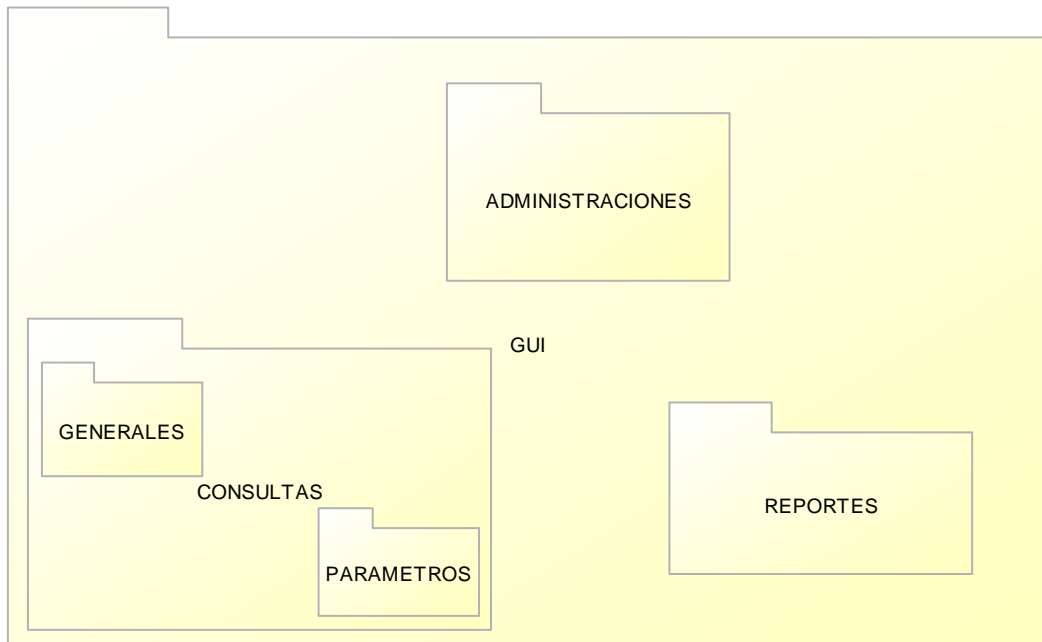 ADMINISTRACIONES
GUI
GENERALES
CONSULTAS
REPORTES
PARAMETROS